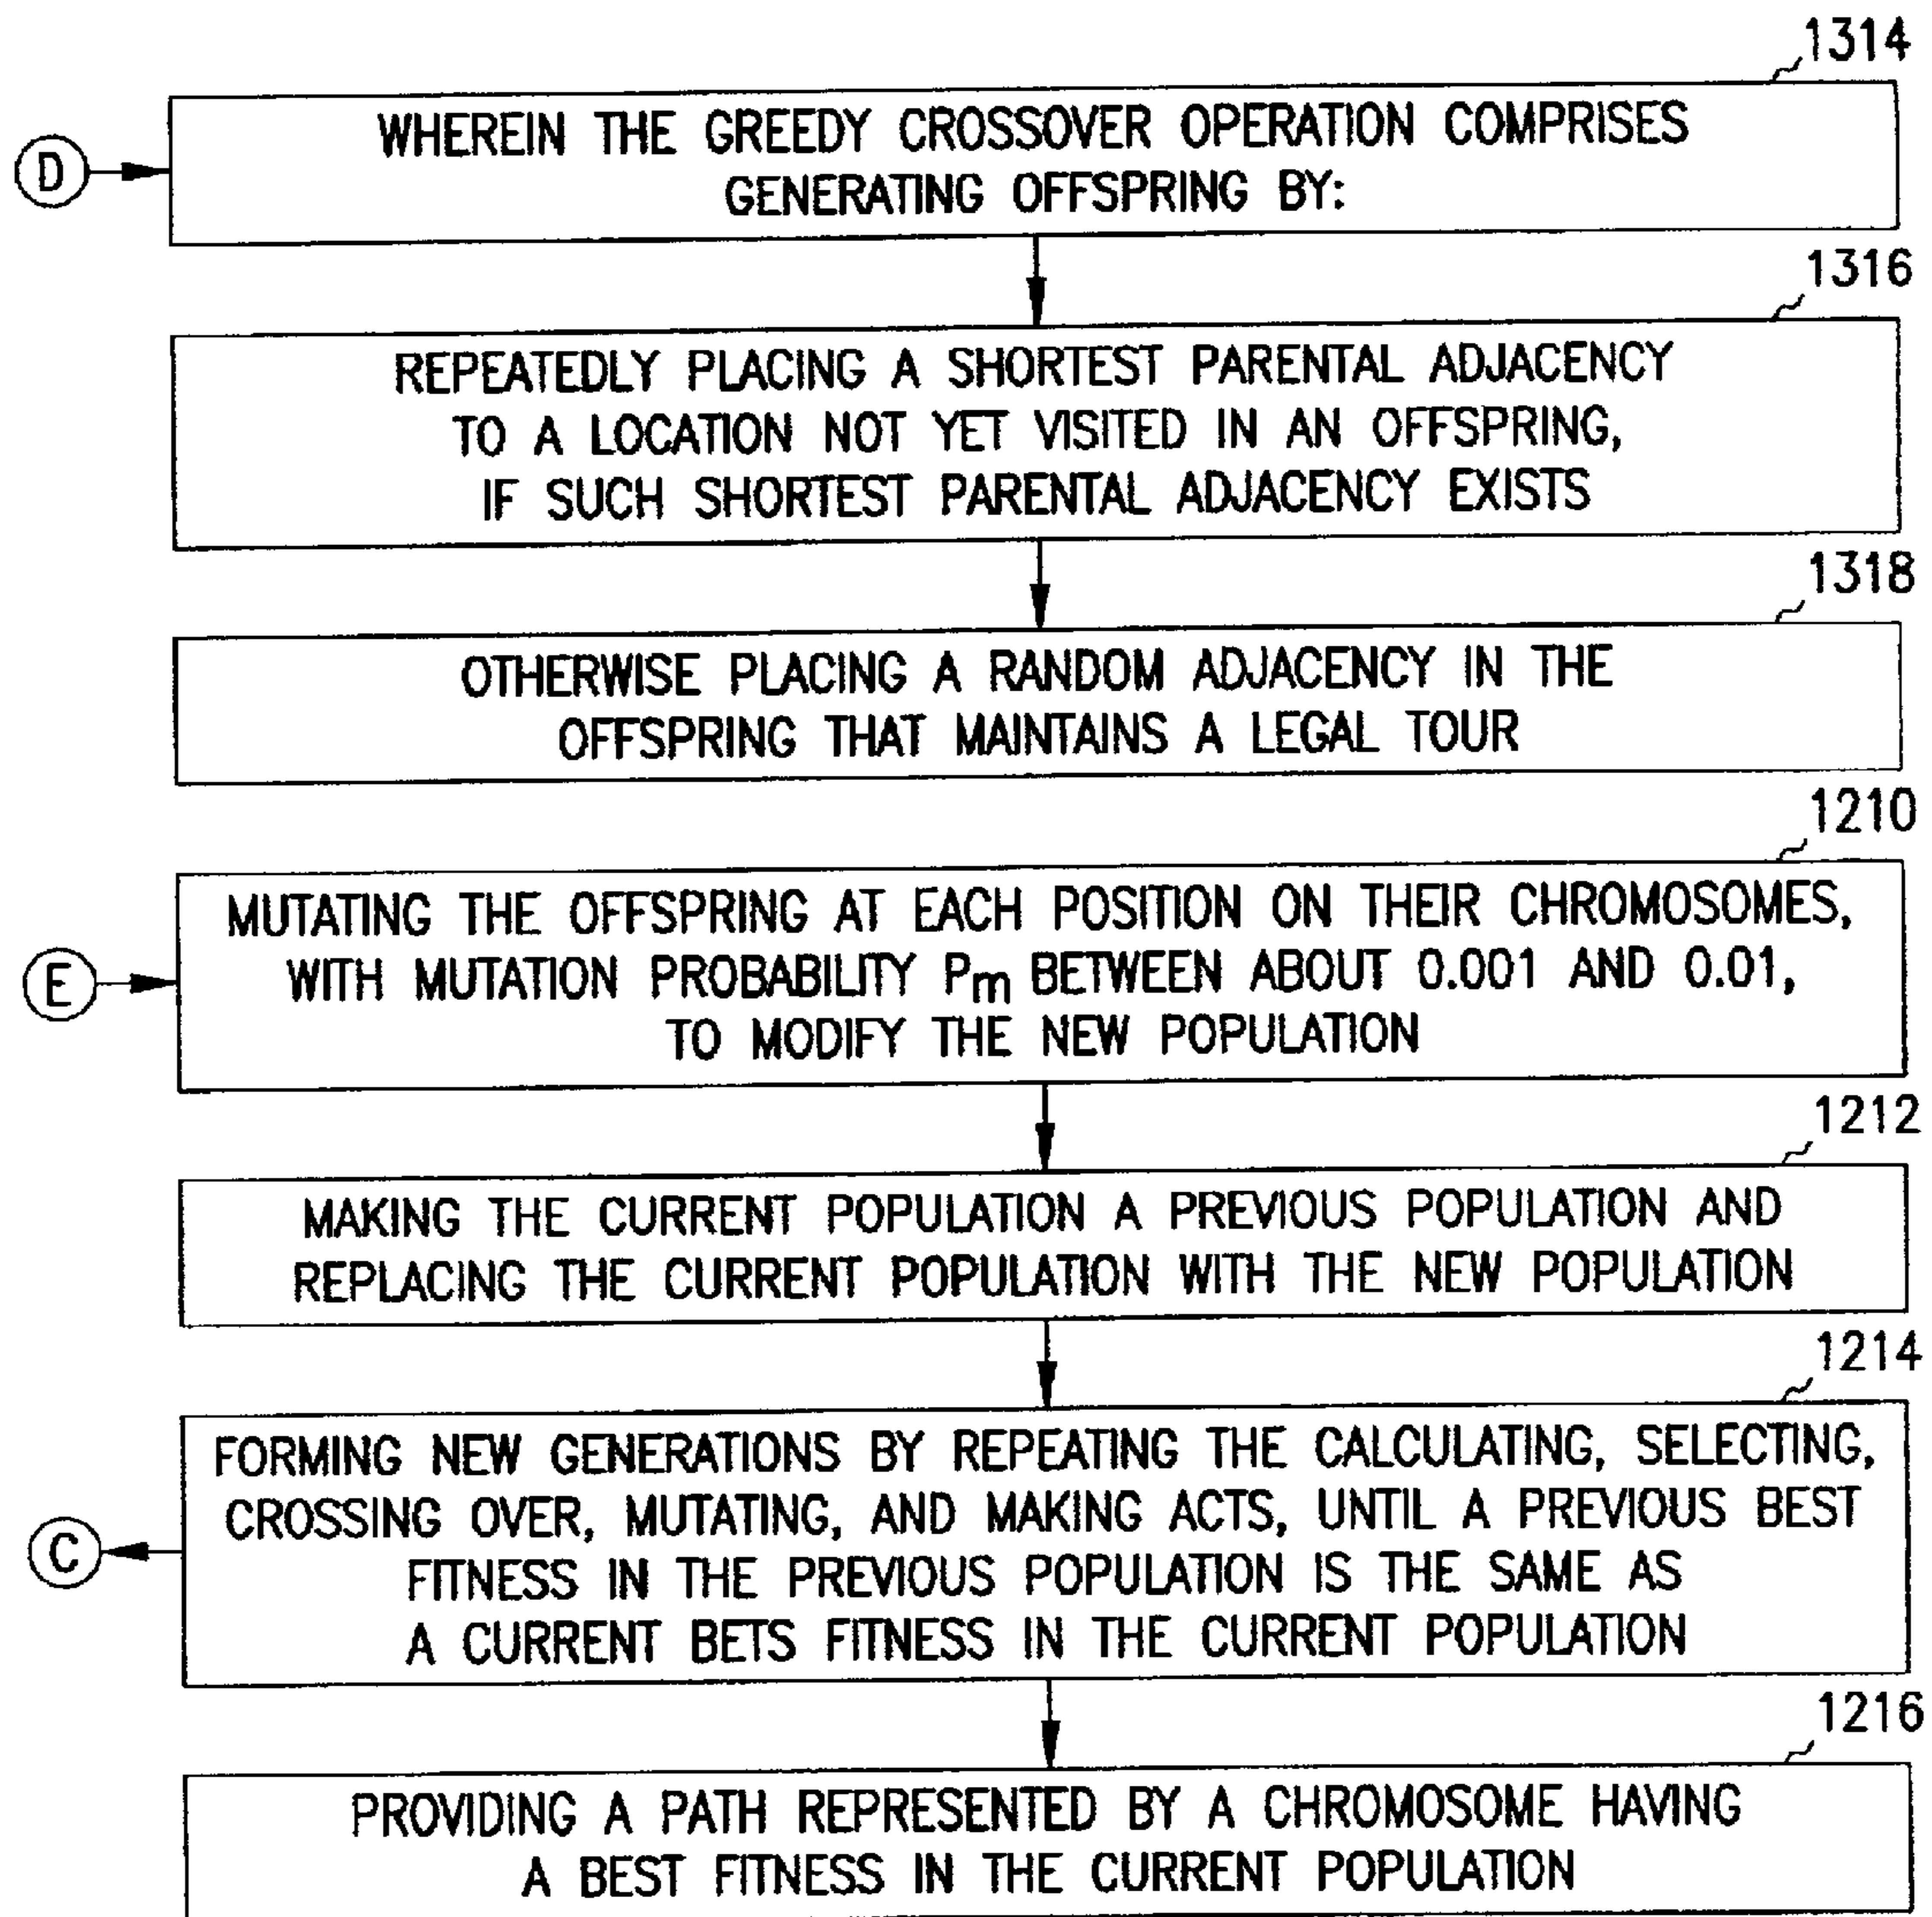 1314
WHEREIN THE GREEDY CROSSOVER OPERATION COMPRISES
GENERATING OFFSPRING BY:
D
1316
REPEATEDLY PLACING A SHORTEST PARENTAL ADJACENCY
TO A LOCATION NOT YET VISITED IN AN OFFSPRING,
IF SUCH SHORTEST PARENTAL ADJACENCY EXISTS
1318
OTHERWISE PLACING A RANDOM ADJACENCY IN THE
OFFSPRING THAT MAINTAINS A LEGAL TOUR
1210
MUTATING THE OFFSPRING AT EACH POSITION ON THEIR CHROMOSOMES,
E
WITH MUTATION PROBABILITY Pm BETWEEN ABOUT 0.001 AND 0.01,
TO MODIFY THE NEW POPULATION
1212
MAKING THE CURRENT POPULATION A PREVIOUS POPULATION AND
REPLACING THE CURRENT POPULATION WITH THE NEW POPULATION
1214
FORMING NEW GENERATIONS BY REPEATING THE CALCULATING, SELECTING,
CROSSING OVER, MUTATING, AND MAKING ACTS, UNTIL A PREVIOUS BEST
C
FITNESS IN THE PREVIOUS POPULATION IS THE SAME AS
A CURRENT BETS FITNESS IN THE CURRENT POPULATION
1216
PROVIDING A PATH REPRESENTED BY A CHROMOSOME HAVING
A BEST FITNESS IN THE CURRENT POPULATION